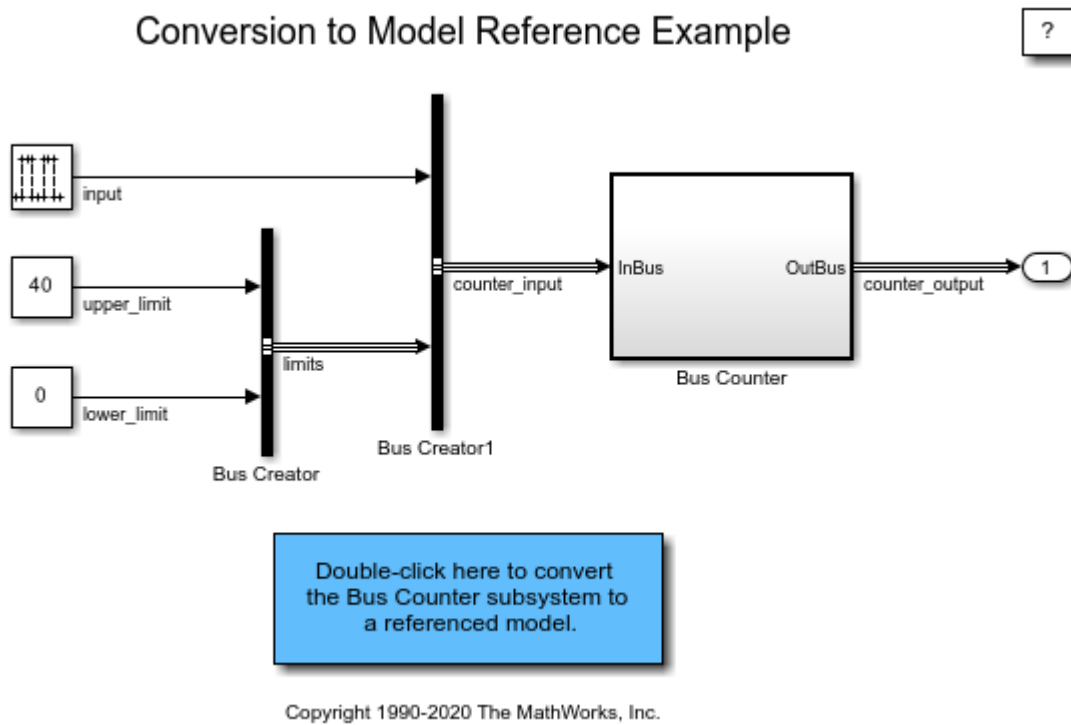 Conversion to Model Reference Example
?
input
40
upper_limit
0
lower_limit
limits
Bus Creator
Bus Creator1
counter_input
InBus
OutBus
Bus Counter
counter_output
1
Double-click here to convert
the Bus Counter subsystem to
a referenced model.
Copyright 1990-2020 The MathWorks, Inc.